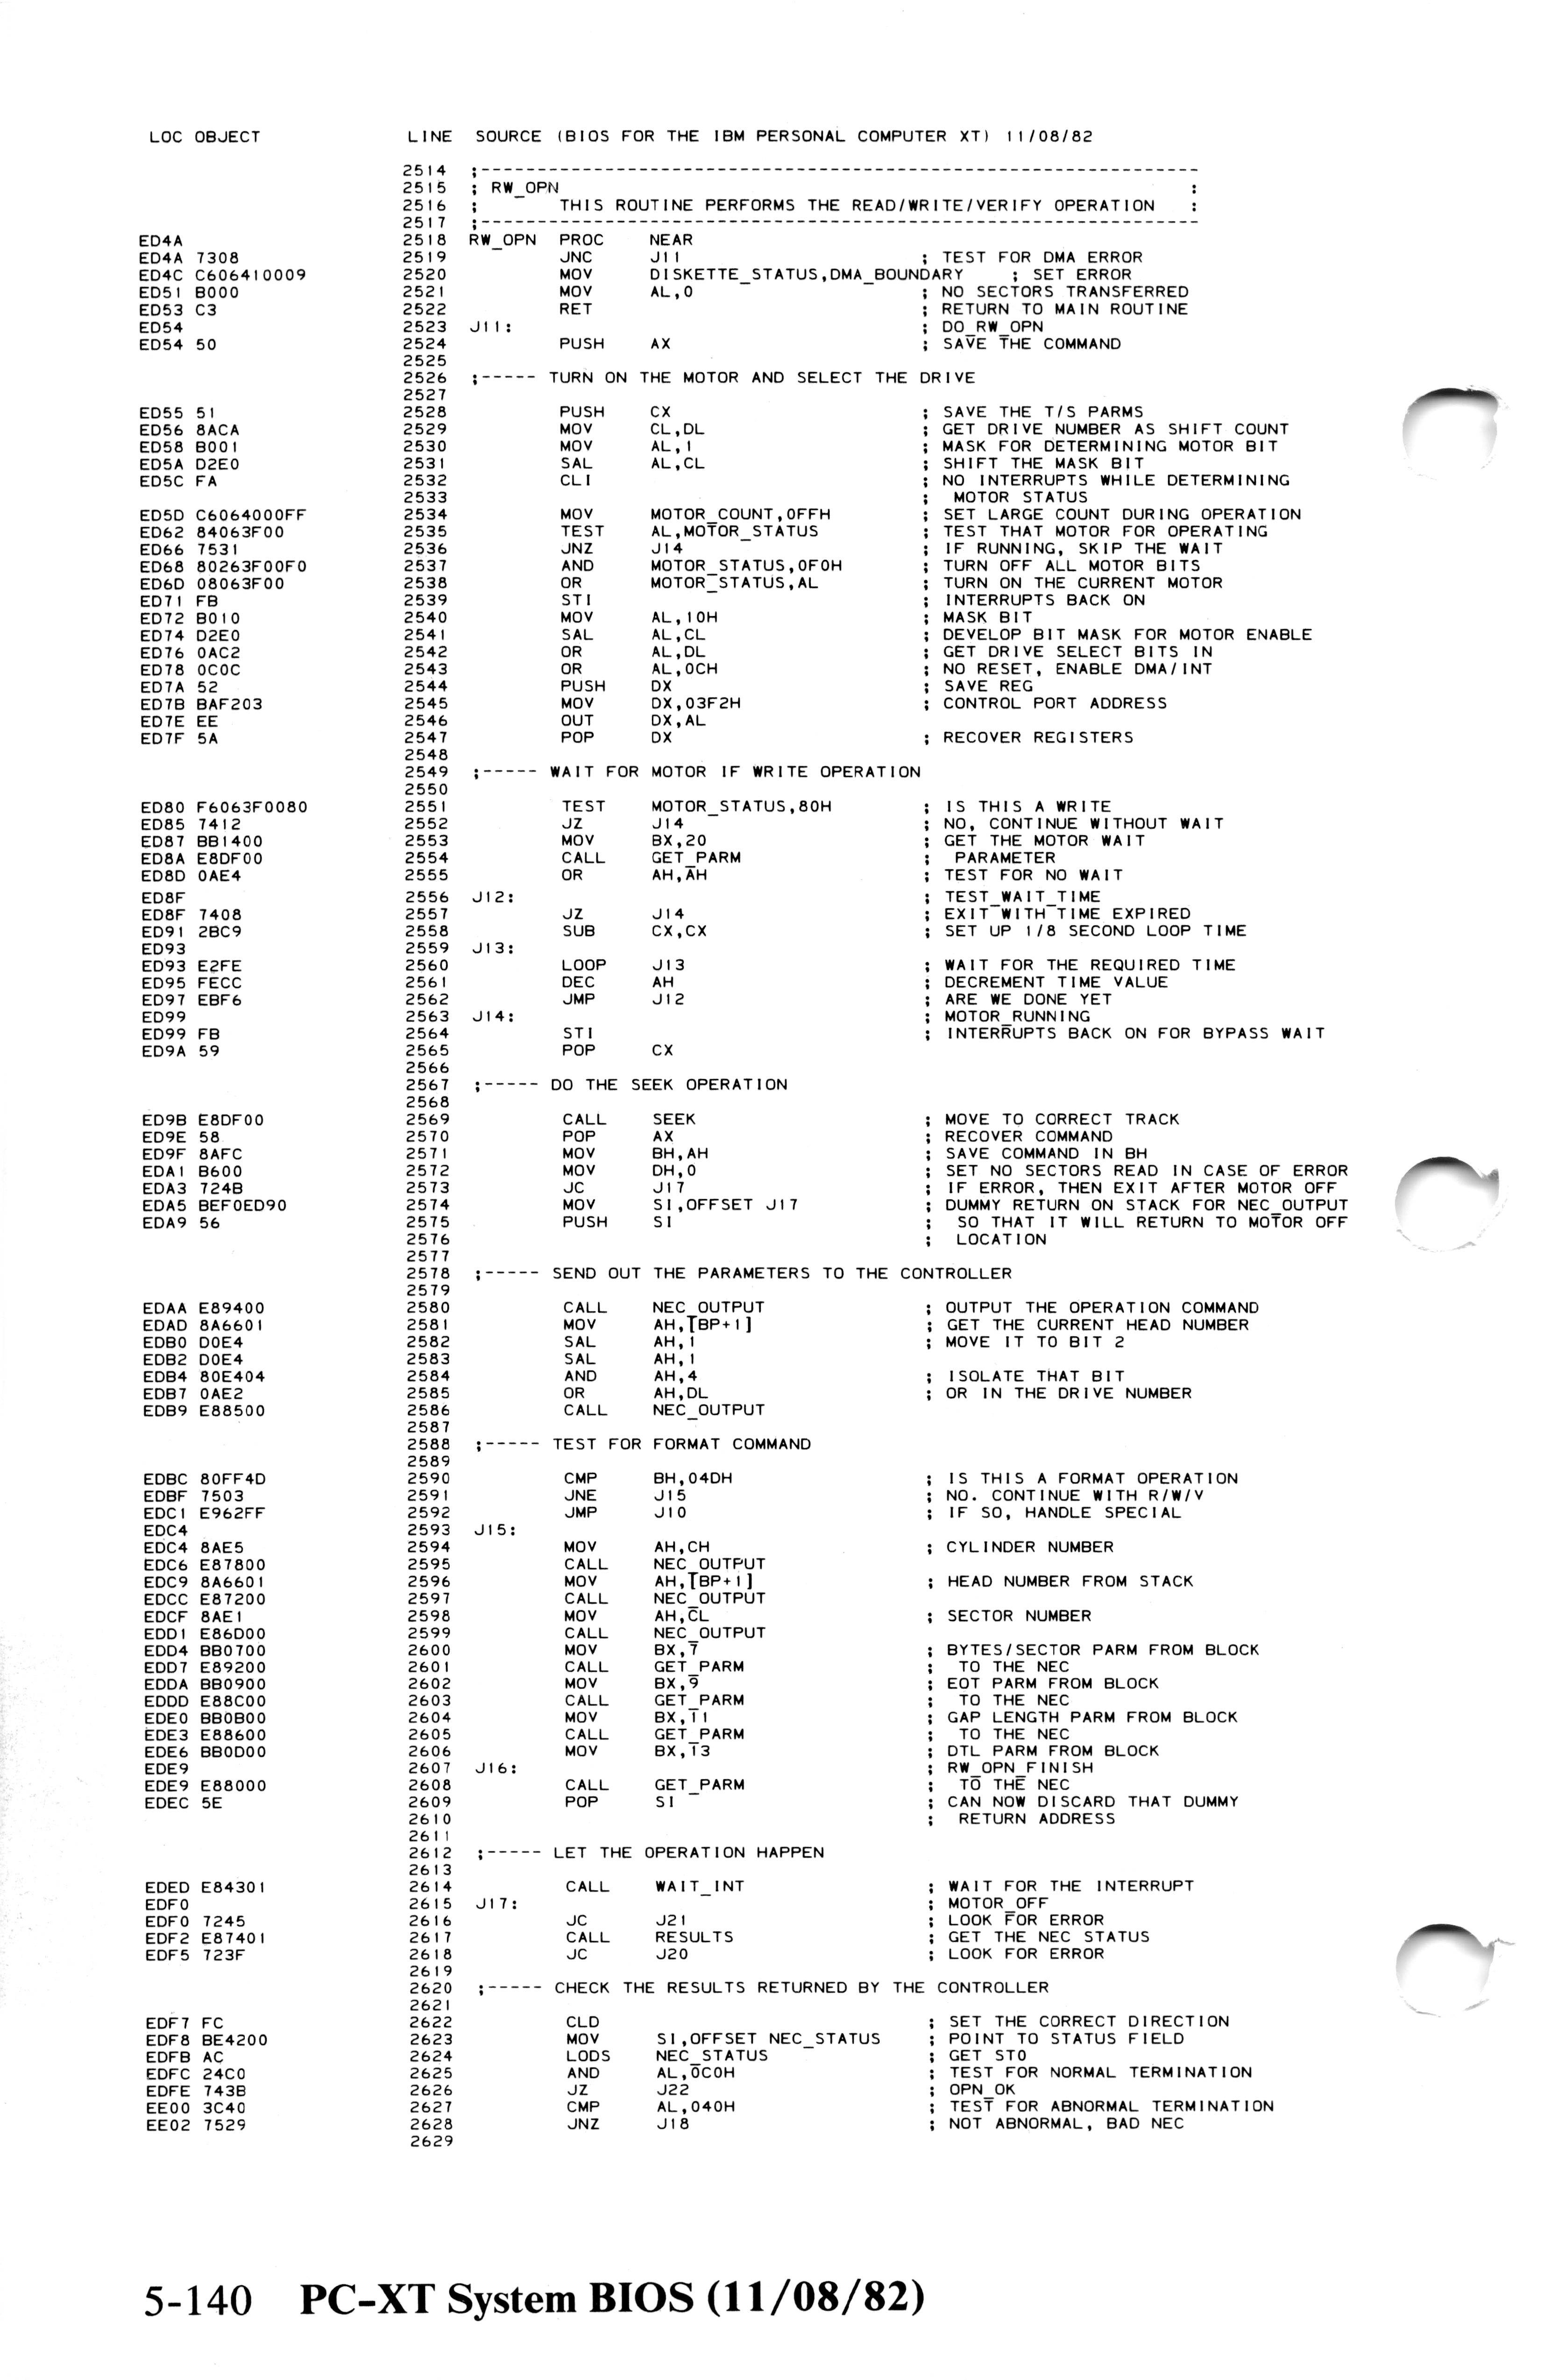 LOC OBJECT LINE SOURCE (BIOS FOR THE IBM PERSONAL COMPUTER XT) 11/08/82
2514 ;---------------------------------------------------------------
2515 ; RW_OPN :
2516 ; THIS ROUTINE PERFORMS THE READ/WRITE/VERIFY OPERATION :
2517 ;---------------------------------------------------------------
ED4A 2518 RW_OPN PROC NEAR
ED4A 7308 2519 JNC J11 ; TEST FOR DMA ERROR
ED4C C606410009 2520 MOV DISKETTE_STATUS,DMA_BOUNDARY ; SET ERROR
ED51 B000 2521 MOV AL,0 ; NO SECTORS TRANSFERRED
ED53 C3 2522 RET ; RETURN TO MAIN ROUTINE
ED54 2523 J11: ; DO_RW_OPN
ED54 50 2524 PUSH AX ; SAVE THE COMMAND
2525
2526 ;----- TURN ON THE MOTOR AND SELECT THE DRIVE
2527
ED55 51 2528 PUSH CX ; SAVE THE T/S PARMS
ED56 8ACA 2529 MOV CL,DL ; GET DRIVE NUMBER AS SHIFT COUNT
ED58 B001 2530 MOV AL,1 ; MASK FOR DETERMINING MOTOR BIT
ED5A D2E0 2531 SAL AL,CL ; SHIFT THE MASK BIT
ED5C FA 2532 CLI ; NO INTERRUPTS WHILE DETERMINING
2533 ; MOTOR STATUS
ED5D C6064000FF 2534 MOV MOTOR_COUNT,0FFH ; SET LARGE COUNT DURING OPERATION
ED62 84063F00 2535 TEST AL,MOTOR_STATUS ; TEST THAT MOTOR FOR OPERATING
ED66 7531 2536 JNZ J14 ; IF RUNNING, SKIP THE WAIT
ED68 80263F00F0 2537 AND MOTOR_STATUS,0F0H ; TURN OFF ALL MOTOR BITS
ED6D 08063F00 2538 OR MOTOR_STATUS,AL ; TURN ON THE CURRENT MOTOR
ED71 FB 2539 STI ; INTERRUPTS BACK ON
ED72 B010 2540 MOV AL,10H ; MASK BIT
ED74 D2E0 2541 SAL AL,CL ; DEVELOP BIT MASK FOR MOTOR ENABLE
ED76 0AC2 2542 OR AL,DL ; GET DRIVE SELECT BITS IN
ED78 0C0C 2543 OR AL,0CH ; NO RESET, ENABLE DMA/INT
ED7A 52 2544 PUSH DX ; SAVE REG
ED7B BAF203 2545 MOV DX,03F2H ; CONTROL PORT ADDRESS
ED7E EE 2546 OUT DX,AL
ED7F 5A 2547 POP DX ; RECOVER REGISTERS
2548
2549 ;----- WAIT FOR MOTOR IF WRITE OPERATION
2550
ED80 F6063F0080 2551 TEST MOTOR_STATUS,80H ; IS THIS A WRITE
ED85 7412 2552 JZ J14 ; NO, CONTINUE WITHOUT WAIT
ED87 BB1400 2553 MOV BX,20 ; GET THE MOTOR WAIT
ED8A E8DF00 2554 CALL GET_PARM ; PARAMETER
ED8D 0AE4 2555 OR AH,AH ; TEST FOR NO WAIT
ED8F 2556 J12: ; TEST_WAIT_TIME
ED8F 7408 2557 JZ J14 ; EXIT WITH TIME EXPIRED
ED91 2BC9 2558 SUB CX,CX ; SET UP 1/8 SECOND LOOP TIME
ED93 2559 J13:
ED93 E2FE 2560 LOOP J13 ; WAIT FOR THE REQUIRED TIME
ED95 FECC 2561 DEC AH ; DECREMENT TIME VALUE
ED97 EBF6 2562 JMP J12 ; ARE WE DONE YET
ED99 2563 J14: ; MOTOR_RUNNING
ED99 FB 2564 STI ; INTERRUPTS BACK ON FOR BYPASS WAIT
ED9A 59 2565 POP CX
2566
2567 ;----- DO THE SEEK OPERATION
2568
ED9B E8DF00 2569 CALL SEEK ; MOVE TO CORRECT TRACK
ED9E 58 2570 POP AX ; RECOVER COMMAND
ED9F 8AFC 2571 MOV BH,AH ; SAVE COMMAND IN BH
EDA1 B600 2572 MOV DH,0 ; SET NO SECTORS READ IN CASE OF ERROR
EDA3 724B 2573 JC J17 ; IF ERROR, THEN EXIT AFTER MOTOR OFF
EDA5 BEF0ED90 2574 MOV SI,OFFSET J17 ; DUMMY RETURN ON STACK FOR NEC_OUTPUT
EDA9 56 2575 PUSH SI ; SO THAT IT WILL RETURN TO MOTOR OFF
2576 ; LOCATION
2577
2578 ;----- SEND OUT THE PARAMETERS TO THE CONTROLLER
2579
EDAA E89400 2580 CALL NEC_OUTPUT ; OUTPUT THE OPERATION COMMAND
EDAD 8A6601 2581 MOV AH,[BP+1] ; GET THE CURRENT HEAD NUMBER
EDB0 D0E4 2582 SAL AH,1 ; MOVE IT TO BIT 2
EDB2 D0E4 2583 SAL AH,1
EDB4 80E404 2584 AND AH,4 ; ISOLATE THAT BIT
EDB7 0AE2 2585 OR AH,DL ; OR IN THE DRIVE NUMBER
EDB9 E88500 2586 CALL NEC_OUTPUT
2587
2588 ;----- TEST FOR FORMAT COMMAND
2589
EDBC 80FF4D 2590 CMP BH,04DH ; IS THIS A FORMAT OPERATION
EDBF 7503 2591 JNE J15 ; NO. CONTINUE WITH R/W/V
EDC1 E962FF 2592 JMP J10 ; IF SO, HANDLE SPECIAL
EDC4 2593 J15:
EDC4 8AE5 2594 MOV AH,CH ; CYLINDER NUMBER
EDC6 E87800 2595 CALL NEC_OUTPUT
EDC9 8A6601 2596 MOV AH,[BP+1] ; HEAD NUMBER FROM STACK
EDCC E87200 2597 CALL NEC_OUTPUT
EDCF 8AE1 2598 MOV AH,CL ; SECTOR NUMBER
EDD1 E86D00 2599 CALL NEC_OUTPUT
EDD4 BB0700 2600 MOV BX,7 ; BYTES/SECTOR PARM FROM BLOCK
EDD7 E89200 2601 CALL GET_PARM ; TO THE NEC
EDDA BB0900 2602 MOV BX,9 ; EOT PARM FROM BLOCK
EDDD E88C00 2603 CALL GET_PARM ; TO THE NEC
EDE0 BB0B00 2604 MOV BX,11 ; GAP LENGTH PARM FROM BLOCK
EDE3 E88600 2605 CALL GET_PARM ; TO THE NEC
EDE6 BB0D00 2606 MOV BX,13 ; DTL PARM FROM BLOCK
EDE9 2607 J16: ; RW_OPN_FINISH
EDE9 E88000 2608 CALL GET_PARM ; TO THE NEC
EDEC 5E 2609 POP SI ; CAN NOW DISCARD THAT DUMMY
2610 ; RETURN ADDRESS
2611
2612 ;----- LET THE OPERATION HAPPEN
2613
EDED E84301 2614 CALL WAIT_INT ; WAIT FOR THE INTERRUPT
EDF0 2615 J17: ; MOTOR_OFF
EDF0 7245 2616 JC J21 ; LOOK FOR ERROR
EDF2 E87401 2617 CALL RESULTS ; GET THE NEC STATUS
EDF5 723F 2618 JC J20 ; LOOK FOR ERROR
2619
2620 ;----- CHECK THE RESULTS RETURNED BY THE CONTROLLER
2621
EDF7 FC 2622 CLD ; SET THE CORRECT DIRECTION
EDF8 BE4200 2623 MOV SI,OFFSET NEC_STATUS ; POINT TO STATUS FIELD
EDFB AC 2624 LODS NEC_STATUS ; GET ST0
EDFC 24C0 2625 AND AL,0C0H ; TEST FOR NORMAL TERMINATION
EDFE 743B 2626 JZ J22 ; OPN_OK
EE00 3C40 2627 CMP AL,040H ; TEST FOR ABNORMAL TERMINATION
EE02 7529 2628 JNZ J18 ; NOT ABNORMAL, BAD NEC
2629
5-140 PC-XT System BIOS (11/08/82)